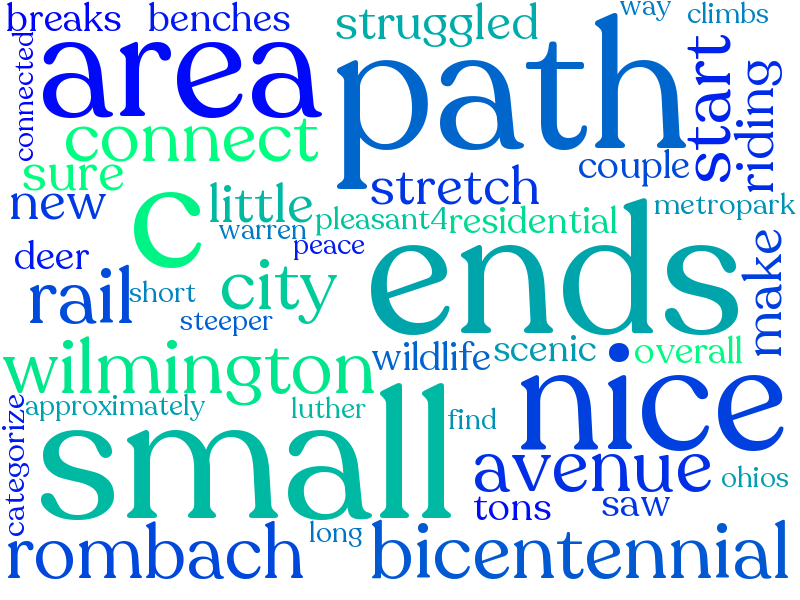 breaks
benches
struggled
way
climbs
connected
area
path
start
riding
connect
sure
couple
stretch
new
c
little
metropark
pleasant4
residential
warren
peace
deer
ends
make
city
rail
short
steeper
wilmington
wildlife
scenic
overall
nice
approximately
luther
find
categorize
small
avenue
ohios
tons
saw
long
rombach
bicentennial